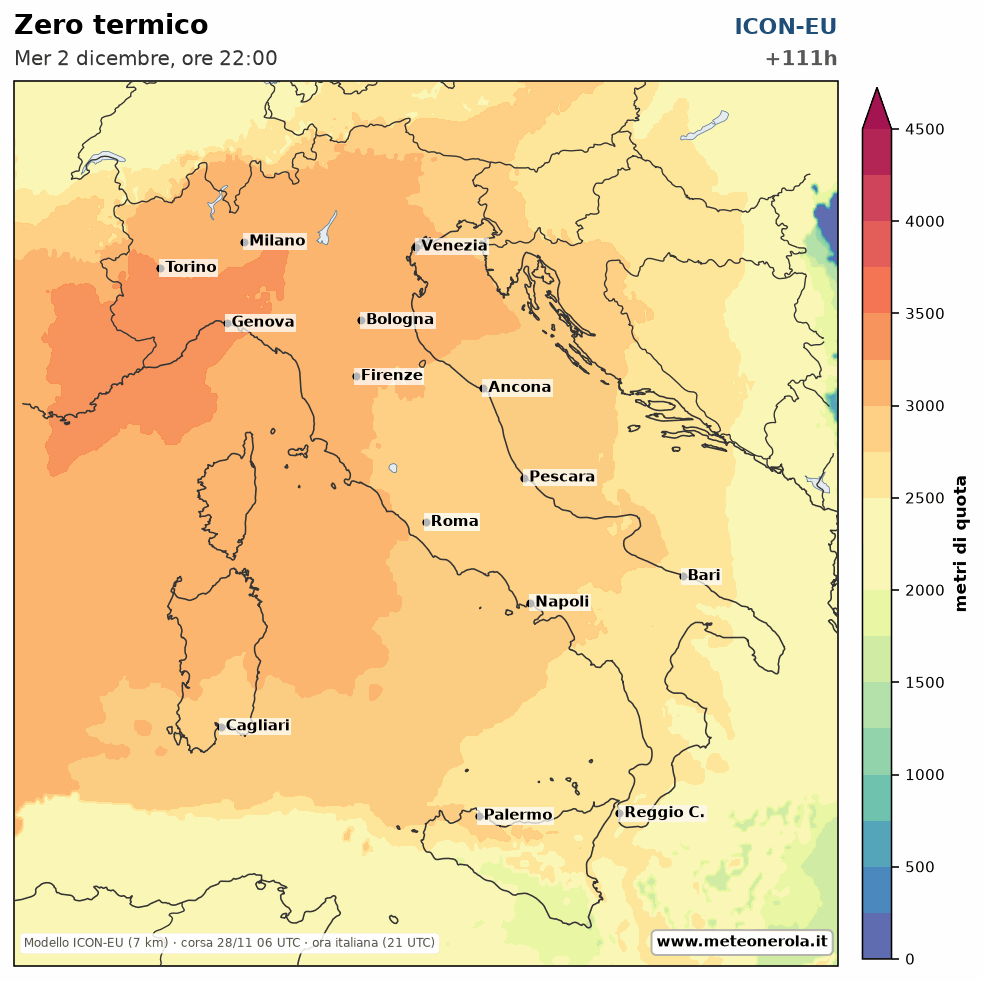 Zero termico
ICON-EU
Mer 2 dicembre, ore 22:00
+111h
4500
4000
3500
3000
2500
2000
1500
1000
500
0
metri di quota
Milano
Venezia
Torino
Genova
Bologna
Firenze
Ancona
Pescara
Roma
Bari
Napoli
Cagliari
Palermo
Reggio C.
Modello ICON-EU (7 km) · corsa 28/11 06 UTC · ora italiana (21 UTC)
www.meteonerola.it